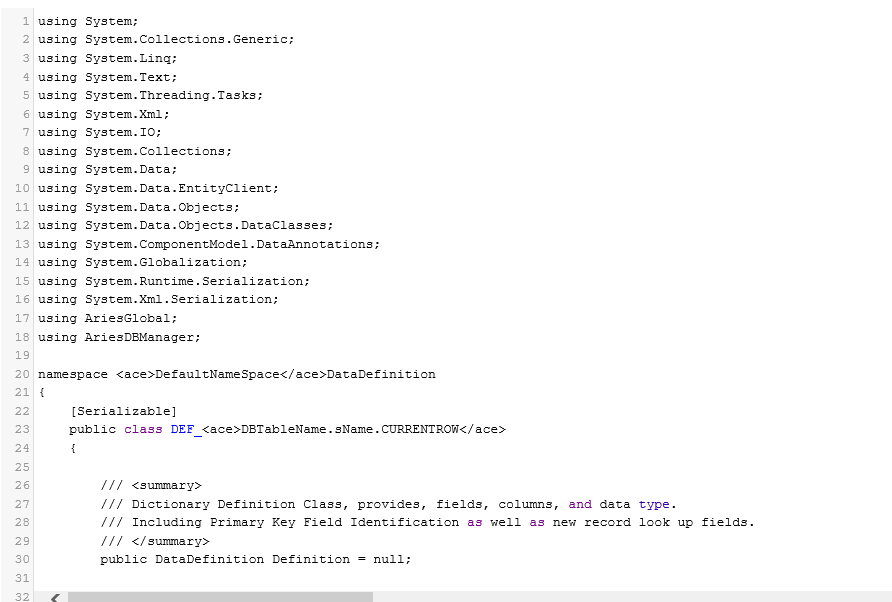 1 using System;
2 using System.Collections.Generic;
3 using System.Linq;
4 using System.Text;
5 using System.Threading.Tasks;
6 using System.Xml;
7 using System.IO;
8 using System.Collections;
9 using System.Data;
10 using System.Data.EntityClient;
11 using System.Data.Objects;
12 using System.Data.Objects.DataClasses;
13 using System.ComponentModel.DataAnnotations;
14 using System.Globalization;
15 using System.Runtime.Serialization;
16 using System.Xml.Serialization;
17 using AriesGlobal;
18 using AriesDBManager;
19
20 namespace <ace>DefaultNameSpace</ace>DataDefinition
21 {
22     [Serializable]
23     public class DEF_<ace>DBTableName.sName.CURRENTROW</ace>
24     {
25
26         /// <summary>
27         /// Dictionary Definition Class, provides, fields, columns, and data type.
28         /// Including Primary Key Field Identification as well as new record look up fields.
29         /// </summary>
30         public DataDefinition Definition = null;
31
32